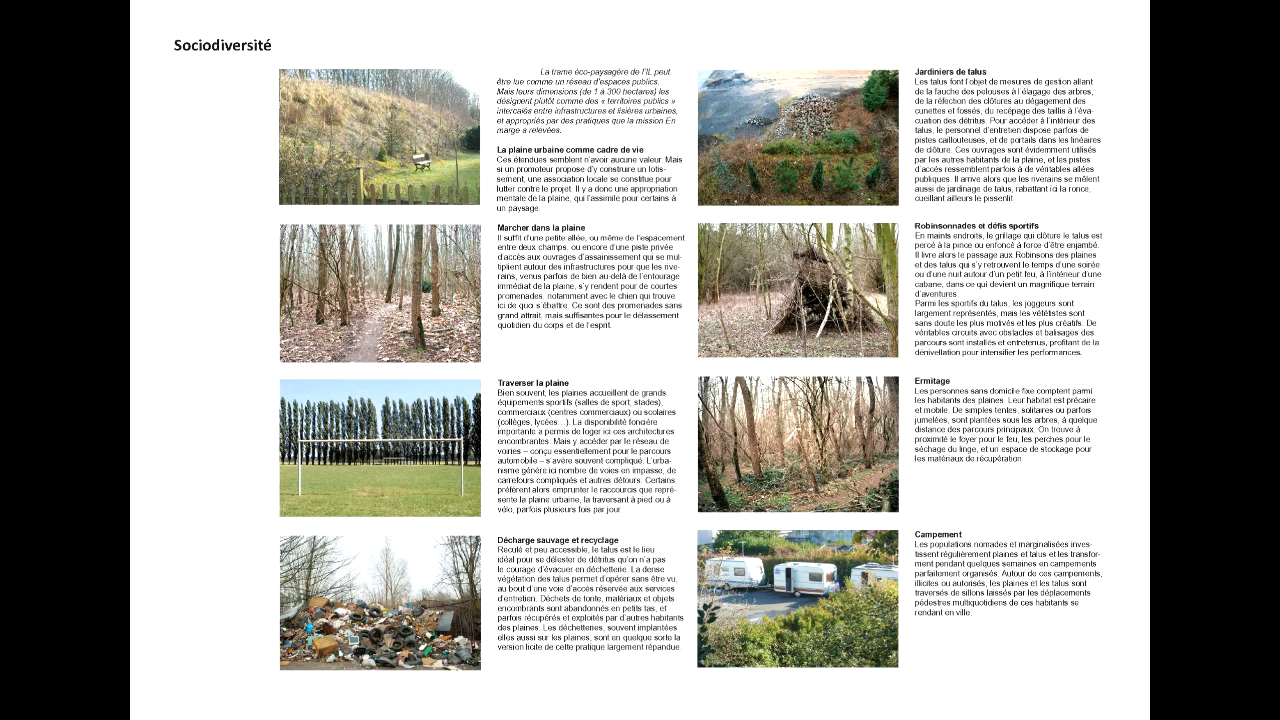 Sociodiversité
La trame éco-paysagère de l'IL peut
être lue comme un réseau d'espaces publics.
Mais leurs dimensions (de 1 à 300 hectares) les
désignent plutôt comme des « territoires publics »
intercalés entre infrastructures et lisières urbaines,
et appropriés par des pratiques que la mission En
marge a relevées.
La plaine urbaine comme cadre de vie
Ces étendues semblent n'avoir aucune valeur. Mais
si un promoteur propose d'y construire un lotis-
sement, une association locale se constitue pour
lutter contre le projet. Il y a donc une appropriation
mentale de la plaine, qui l'assimile pour certains à
un paysage.
Marcher dans la plaine
Il suffit d'une petite allée, ou même de l'espacement
entre deux champs, ou encore d'une piste privée
d'accès aux ouvrages d'assainissement qui se mul-
tiplient autour des infrastructures pour que les rive-
rains, venus parfois de bien au-delà de l'entourage
immédiat de la plaine, s'y rendent pour de courtes
promenades, notamment avec le chien qui trouve
ici de quoi s'ébattre. Ce sont des promenades sans
grand attrait, mais suffisantes pour le délassement
quotidien du corps et de l'esprit.
Traverser la plaine
Bien souvent, les plaines accueillent de grands
équipements sportifs (salles de sport, stades),
commerciaux (centres commerciaux) ou scolaires
(collèges, lycées…). La disponibilité foncière
importante a permis de loger ici ces architectures
encombrantes. Mais y accéder par le réseau de
voiries – conçu essentiellement pour le parcours
automobile – s'avère souvent compliqué. L'urba-
nisme génère ici nombre de voies en impasse, de
carrefours compliqués et autres détours. Certains
préfèrent alors emprunter le raccourcis que repré-
sente la plaine urbaine, la traversant à pied ou à
vélo, parfois plusieurs fois par jour.
Décharge sauvage et recyclage
Reculé et peu accessible, le talus est le lieu
idéal pour se délester de détritus qu'on n'a pas
le courage d'évacuer en déchetterie. La dense
végétation des talus permet d'opérer sans être vu,
au bout d'une voie d'accès réservée aux services
d'entretien. Déchets de tonte, matériaux et objets
encombrants sont abandonnés en petits tas, et
parfois récupérés et exploités par d'autres habitants
des plaines. Les déchetteries, souvent implantées
elles aussi sur les plaines, sont en quelque sorte la
version licite de cette pratique largement répandue.
Jardiniers de talus
Les talus font l'objet de mesures de gestion allant
de la fauche des pelouses à l'élagage des arbres,
de la réfection des clôtures au dégagement des
cunettes et fossés, du recepage des taillis à l'éva-
cuation des détritus. Pour accéder à l'intérieur des
talus, le personnel d'entretien dispose parfois de
pistes caillouteuses, et de portails dans les linéaires
de clôture. Ces ouvrages sont évidemment utilisés
par les autres habitants de la plaine, et les pistes
d'accès ressemblent parfois à de véritables allées
publiques. Il arrive alors que les riverains se mêlent
aussi de jardinage de talus, rabattant ici la ronce,
cueillant ailleurs le pissenlit
Robinsonnades et défis sportifs
En maints endroits, le grillage qui clôture le talus est
percé à la pince ou enfoncé à force d'être enjambé.
Il livre alors le passage aux Robinsons des plaines
et des talus qui s'y retrouvent le temps d'une soirée
ou d'une nuit autour d'un petit feu, à l'intérieur d'une
cabane, dans ce qui devient un magnifique terrain
d'aventures.
Parmi les sportifs du talus, les joggeurs sont
largement représentés, mais les vététistes sont
sans doute les plus motivés et les plus créatifs. De
véritables circuits avec obstacles et balisages des
parcours sont installés et entretenus, profitant de la
dénivellation pour intensifier les performances.
Ermitage
Les personnes sans domicile fixe comptent parmi
les habitants des plaines. Leur habitat est précaire
et mobile. De simples tentes, solitaires ou parfois
jumelées, sont plantées sous les arbres, à quelque
distance des parcours principaux. On trouve à
proximité le foyer pour le feu, les perches pour le
séchage du linge, et un espace de stockage pour
les matériaux de récupération
Campement
Les populations nomades et marginalisées inves-
tissent régulièrement plaines et talus et les transfor-
ment pendant quelques semaines en campements
parfaitement organisés. Autour de ces campements,
illicites ou autorisés, les plaines et les talus sont
traversés de sillons laissés par les déplacements
pédestres multiquotidiens de ces habitants se
rendant en ville.